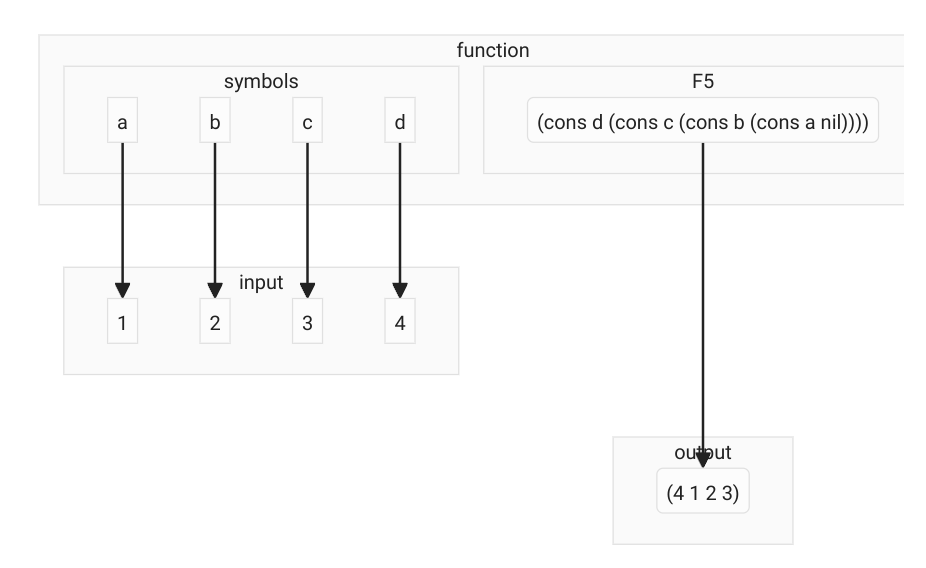 function
symbols
F5
a
b
c
d
(cons d (cons c (cons b (cons a nil))))
input
1
2
3
4
output
(4 1 2 3)